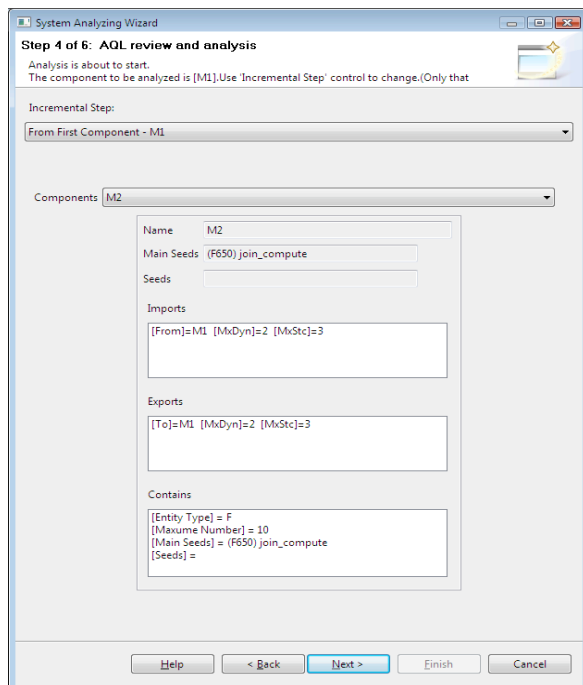 System Analyzing Wizard
Step 4 of 6: AQL review and analysis
Analysis is about to start.
The component to be analyzed is [M1].Use 'Incremental Step' control to change.(Only that
Incremental Step:
From First Component - M1
Components M2
Name M2
Main Seeds (F650) join_compute
Seeds
Imports
[From]=M1 [MxDyn]=2 [MxStc]=3
Exports
[To]=M1 [MxDyn]=2 [MxStc]=3
Contains
[Entity Type] = F
[Maxume Number] = 10
[Main Seeds] = (F650) join_compute
[Seeds] =
Help < Back Next > Finish Cancel